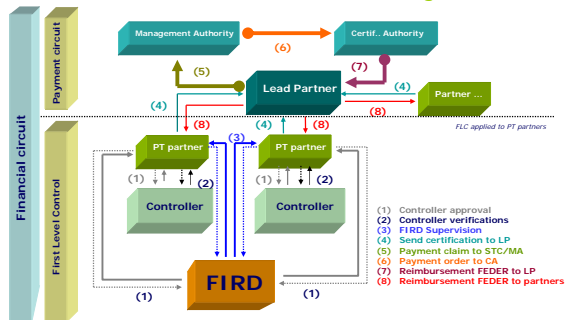 Financial circuit
Payment circuit
First Level Control
Management Authority
Certif.. Authority
(6)
(5)
(7)
Lead Partner
(4)
Partner ...
(8)
(4)
(8)
(3)
(4)
(8)
FLC applied to PT partners
PT partner
PT partner
(1)
(2)
(1)
(2)
Controller
Controller
(1) Controller approval
(2) Controller verifications
(3) FIRD Supervision
(4) Send certification to LP
(5) Payment claim to STC/MA
(6) Payment order to CA
(7) Reimbursement FEDER to LP
(8) Reimbursement FEDER to partners
FIRD
(1)
(1)